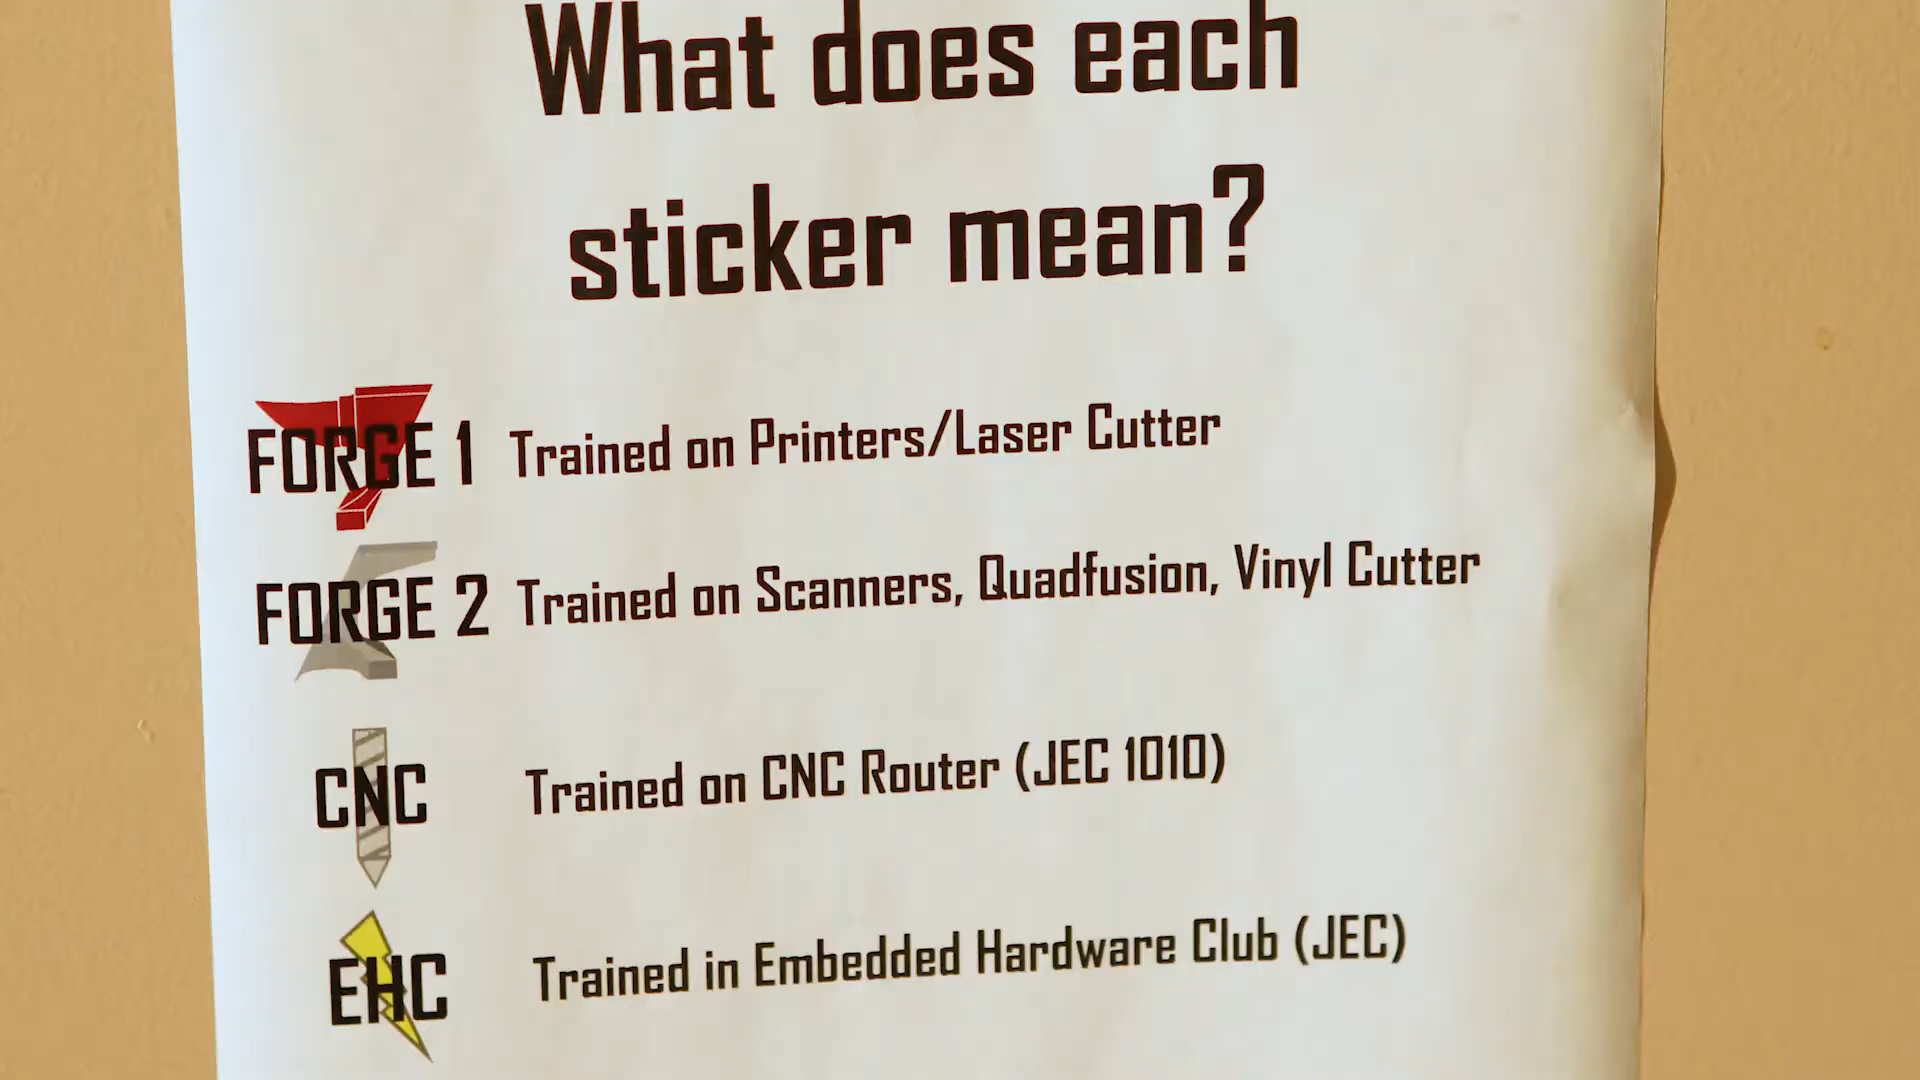 What does each
sticker mean?
FORGE 1 Trained on Printers/Laser Cutter
FORGE 2 Trained on Scanners, Quadfusion, Vinyl Cutter
CNC Trained on CNC Router (JEC 1010)
EHC Trained in Embedded Hardware Club (JEC)